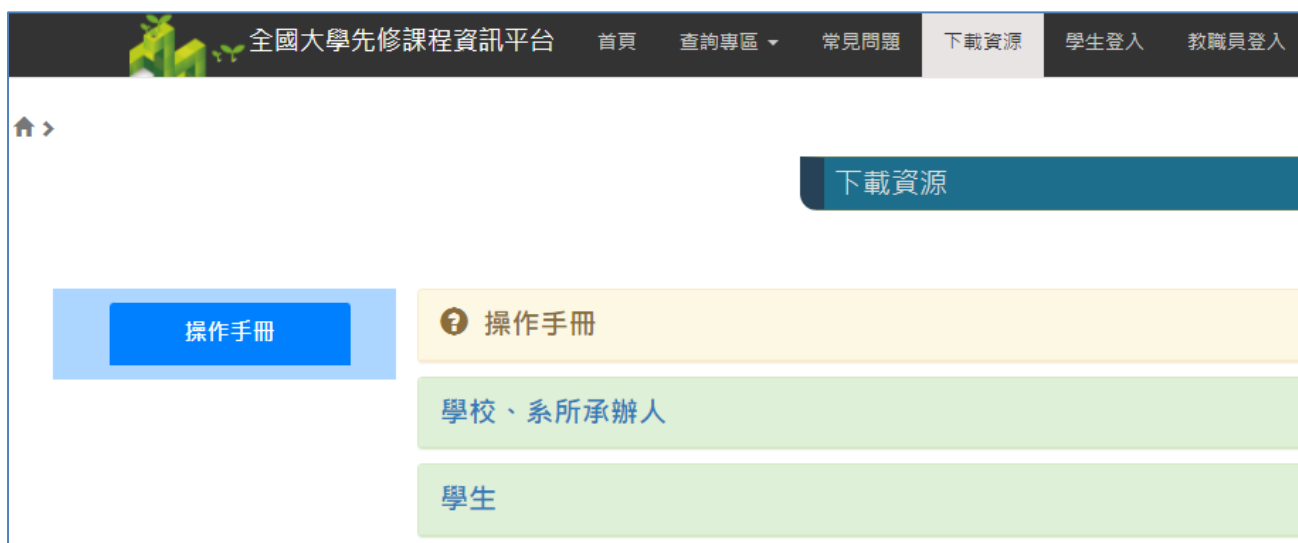 全國大學先修課程資訊平台 首頁 查詢專區 常見問題 下載資源 學生登入 教職員登入
下載資源
操作手冊
操作手冊
學校、系所承辦人
學生